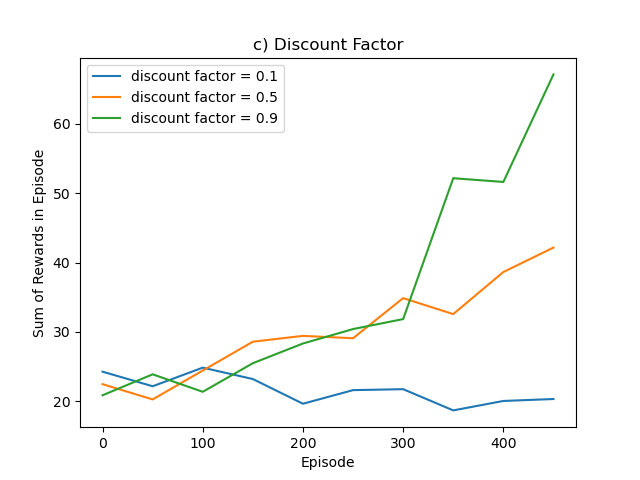 c) Discount Factor
discount factor = 0.1
discount factor = 0.5
discount factor = 0.9
Sum of Rewards in Episode
60
50
40
30
20
0 100 200 300 400
Episode